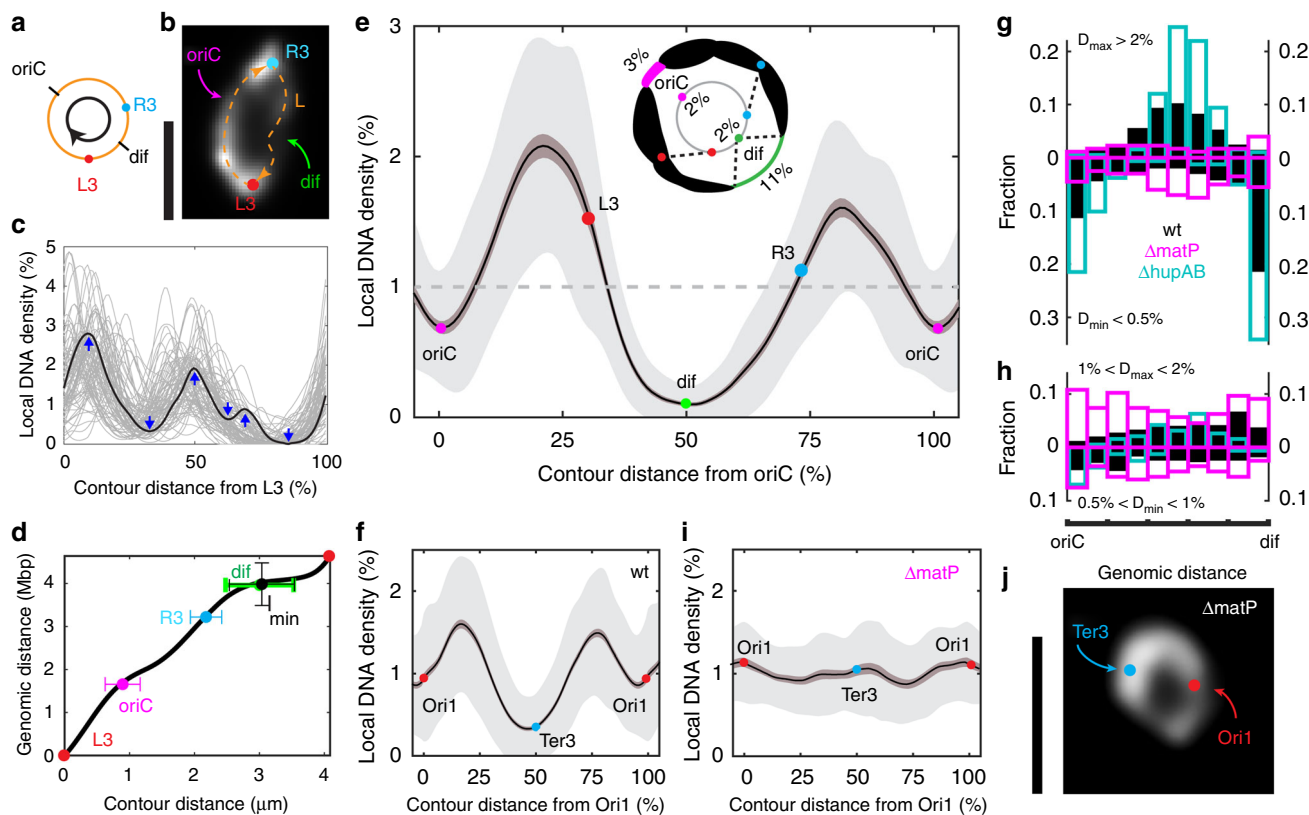 a
oriC
R3
dif
L3
b
oriC
R3
L
dif
L3
c
Local DNA density (%)
5
4
3
2
1
0
0
50
100
Contour distance from L3 (%)
d
Genomic distance (Mbp)
4
3
2
1
0
dif
min
R3
oriC
L3
0
1
2
3
4
Contour distance (μm)
e
Local DNA density (%)
3
2
1
0
3%
oriC
2%
2%
dif
11%
L3
R3
oriC
dif
oriC
0
25
50
75
100
Contour distance from oriC (%)
f
Local DNA density (%)
wt
2
1
0
Ori1
Ter3
Ori1
0
25
50
75
100
Contour distance from Ori1 (%)
i
Local DNA density (%)
ΔmatP
2
1
0
Ori1
Ter3
Ori1
0
25
50
75
100
Contour distance from Ori1 (%)
g
Fraction
Dmax > 2%
0.2
0.1
0
0.1
0.2
0.3
0.2
0.1
0
0.1
0.2
0.3
wt
ΔmatP
ΔhupAB
Dmin < 0.5%
h
Fraction
1% < Dmax < 2%
0.1
0
0.1
0.1
0
0.1
0.5% < Dmin < 1%
oriC
dif
Genomic distance
j
ΔmatP
Ter3
Ori1